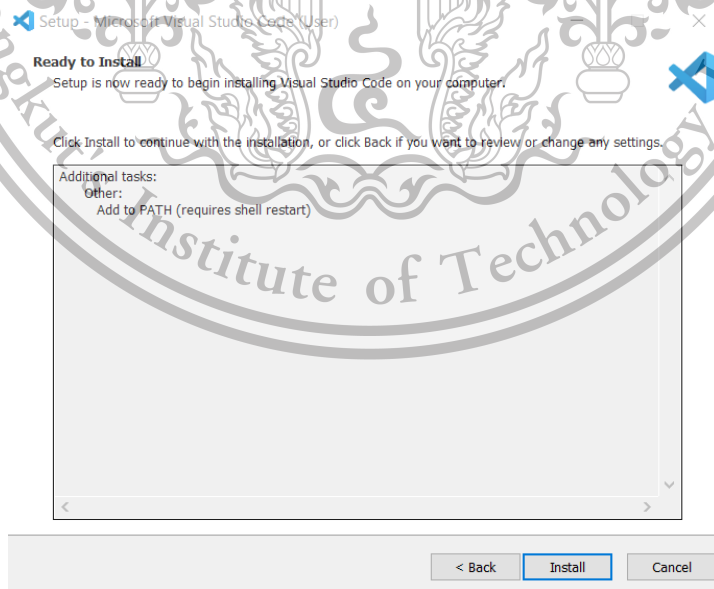 Setup - Microsoft Visual Studio Code (User)
Ready to Install
Setup is now ready to begin installing Visual Studio Code on your computer.
Click Install to continue with the installation, or click Back if you want to review or change any settings.
Additional tasks:
Other:
Add to PATH (requires shell restart)
gkut's Institute of Technology
< Back
Install
Cancel